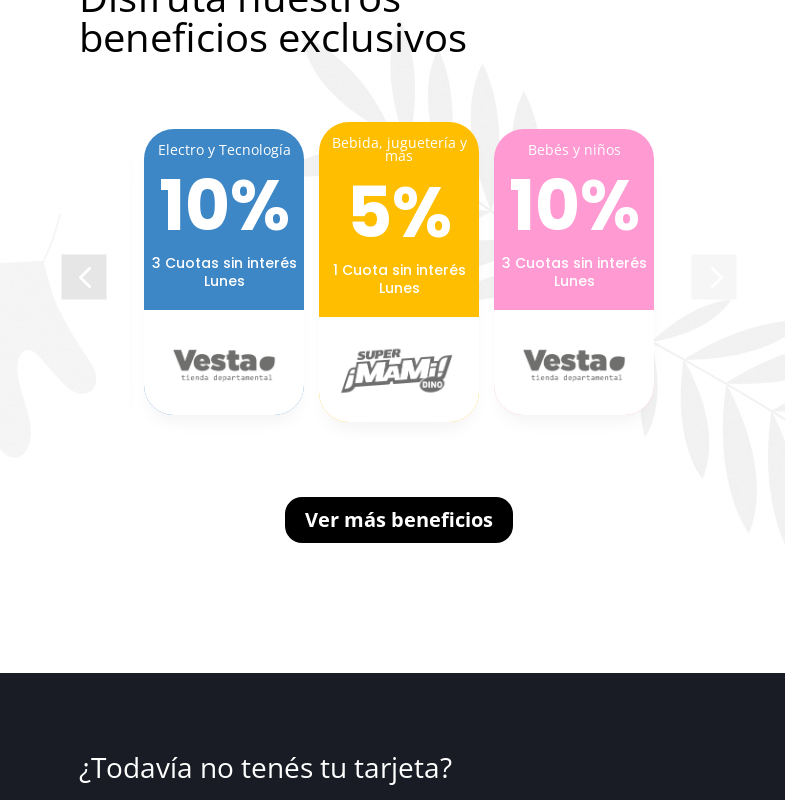 Disfruta nuestros
beneficios exclusivos
Electro y Tecnología
10%
3 Cuotas sin interés
Lunes
Vesta
tienda departamental
Bebida, juguetería y
más
5%
1 Cuota sin interés
Lunes
SUPER
¡MAMi!
DINO
Bebés y niños
10%
3 Cuotas sin interés
Lunes
Vesta
tienda departamental
Ver más beneficios
¿Todavía no tenés tu tarjeta?